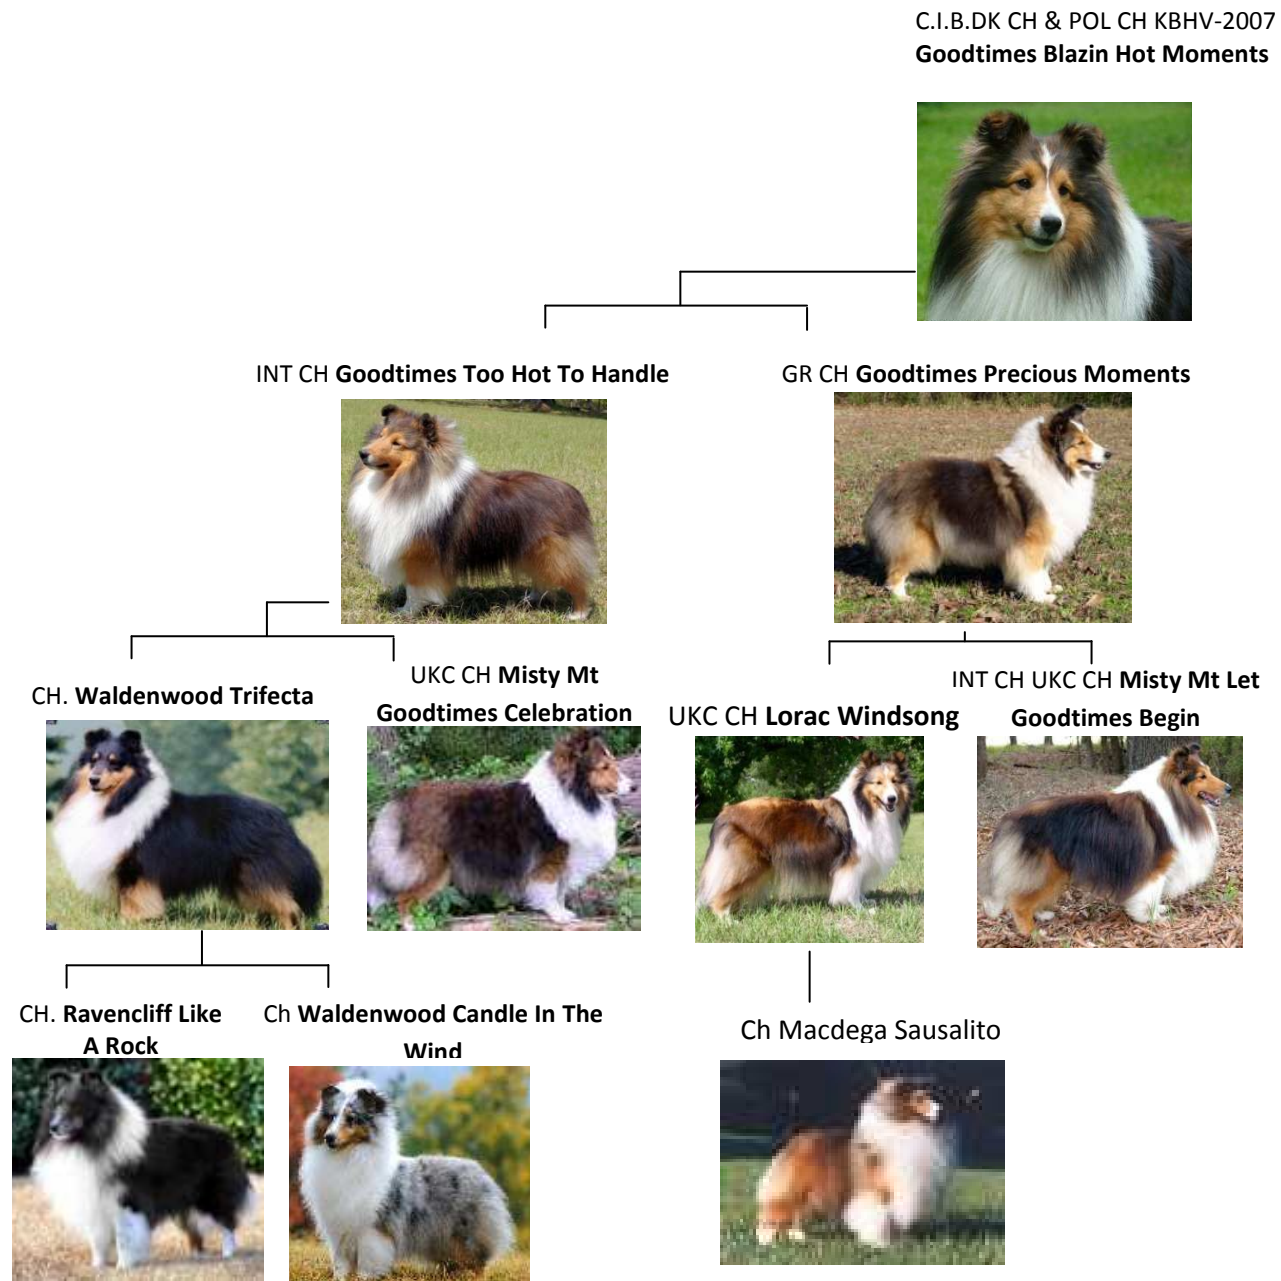 C.I.B.DK CH & POL CH KBHV-2007
Goodtimes Blazin Hot Moments
INT CH Goodtimes Too Hot To Handle
GR CH Goodtimes Precious Moments
CH. Waldenwood Trifecta
UKC CH Misty Mt
Goodtimes Celebration
UKC CH Lorac Windsong
INT CH UKC CH Misty Mt Let
Goodtimes Begin
CH. Ravencliff Like
A Rock
Ch Waldenwood Candle In The
Wind
Ch Macdega Sausalito